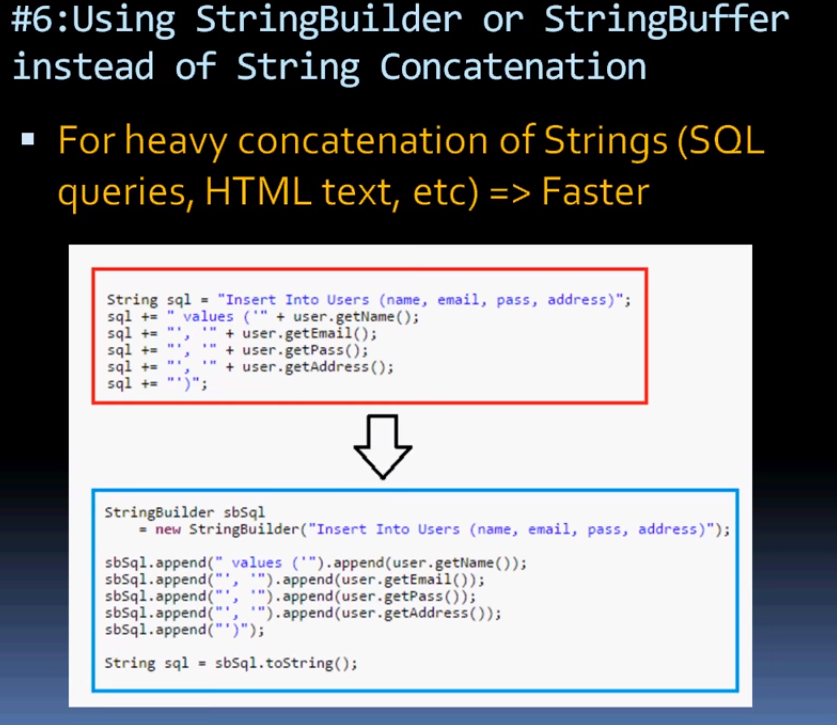 #6:Using StringBuilder or StringBuffer
instead of String Concatenation
▪ For heavy concatenation of Strings (SQL
queries, HTML text, etc) => Faster
String sql = "Insert Into Users (name, email, pass, address)";
sql += " values ('" + user.getName();
sql += "', '" + user.getEmail();
sql += "', '" + user.getPass();
sql += "', '" + user.getAddress();
sql += "')";
StringBuilder sbSql
    = new StringBuilder("Insert Into Users (name, email, pass, address)");
sbSql.append(" values ('").append(user.getName());
sbSql.append("', '").append(user.getEmail());
sbSql.append("', '").append(user.getPass());
sbSql.append("', '").append(user.getAddress());
sbSql.append("')");
String sql = sbSql.toString();